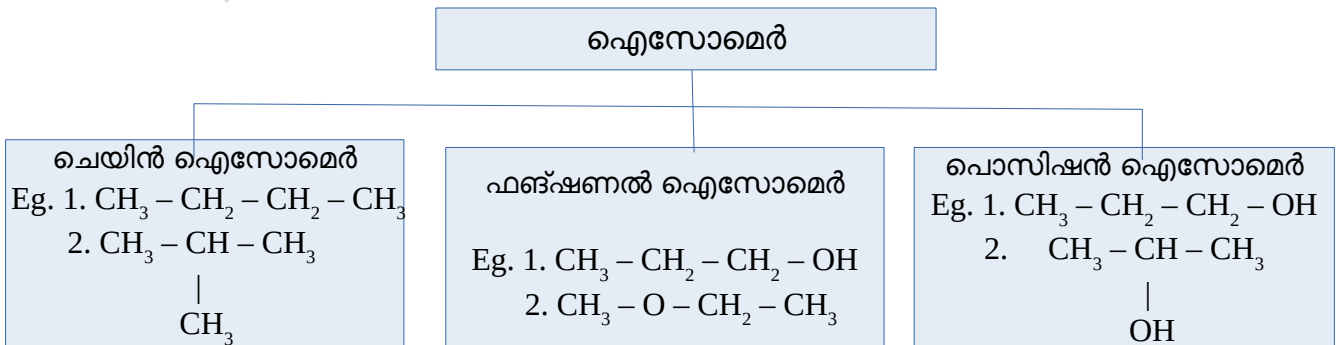 ഐസോമെർ
ചെയിൻ ഐസോമെർ
Eg. 1. CH₃ – CH₂ – CH₂ – CH₃
2. CH₃ – CH – CH₃
|
CH₃
ഫങ്ഷണൽ ഐസോമെർ
Eg. 1. CH₃ – CH₂ – CH₂ – OH
2. CH₃ – O – CH₂ – CH₃
പൊസിഷൻ ഐസോമെർ
Eg. 1. CH₃ – CH₂ – CH₂ – OH
2. CH₃ – CH – CH₃
|
OH